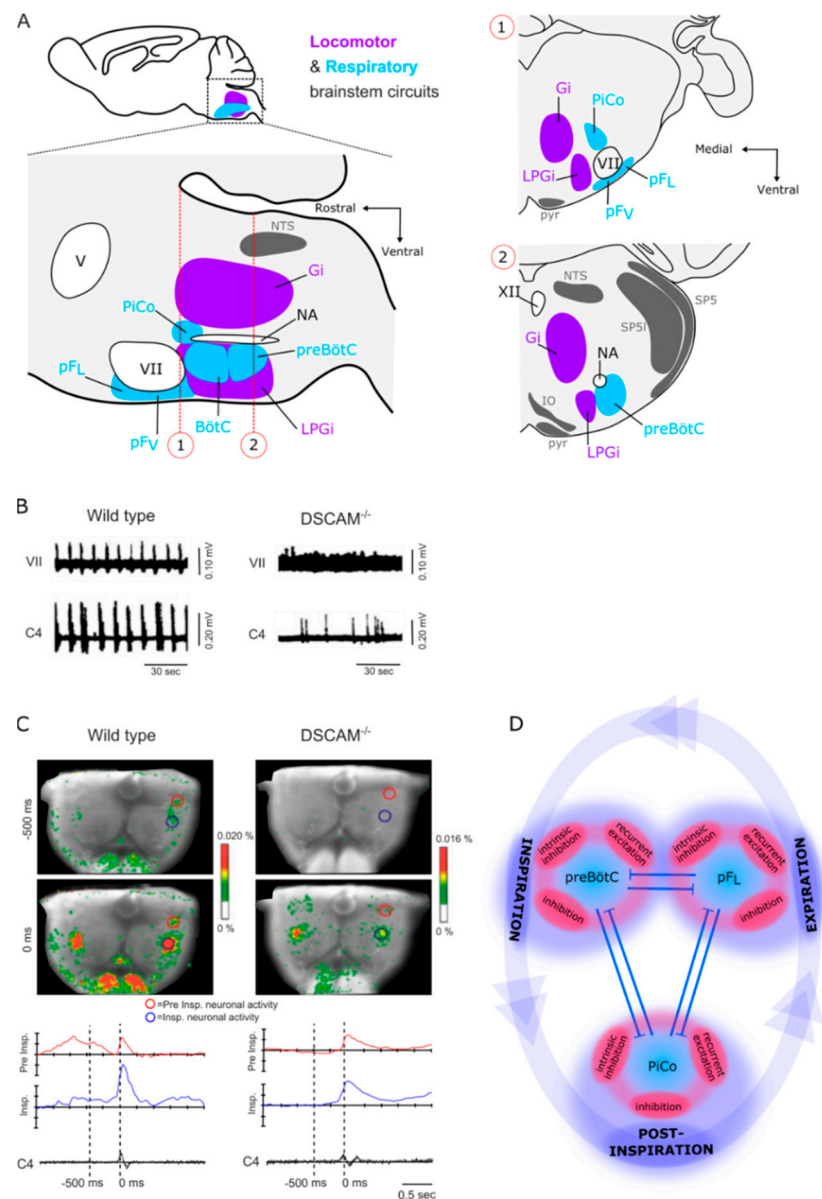 A
Locomotor
& Respiratory
brainstem circuits
Rostral
Ventral
NTS
V
Gi
PiCo
NA
VII
preBötC
pFL
BötC
LPGi
pFV
1
2
1
Gi
PiCo
VII
LPGi
pFL
pFV
pyr
Medial
Ventral
2
XII
NTS
SP5
SP5I
Gi
NA
IO
pyr
LPGi
preBötC
B
Wild type
DSCAM-/-
VII
0.10 mV
0.10 mV
C4
0.20 mV
0.20 mV
30 sec
30 sec
C
Wild type
DSCAM-/-
-500 ms
0.020 %
0 %
0.016 %
0 %
0 ms
=Pre Insp. neuronal activity
=Insp. neuronal activity
Pre Insp.
Pre Insp.
Insp.
Insp.
C4
C4
-500 ms
0 ms
-500 ms
0 ms
0.5 sec
D
INSPIRATION
EXPIRATION
intrinsic
inhibition
recurrent
excitation
preBötC
inhibition
intrinsic
inhibition
recurrent
excitation
pFL
inhibition
intrinsic
inhibition
recurrent
excitation
PiCo
inhibition
POST-
INSPIRATION